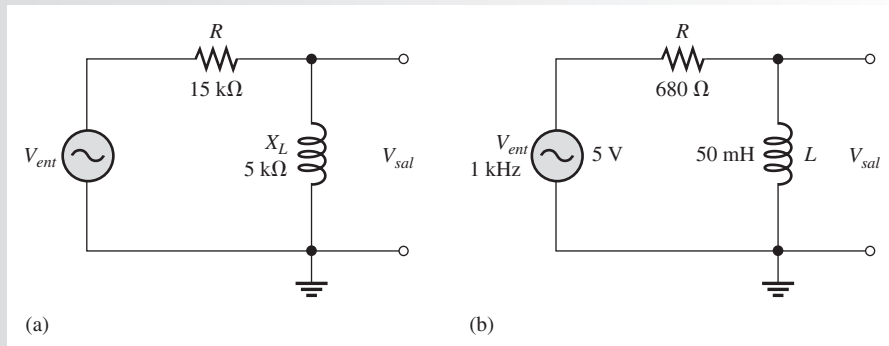 R
15 kΩ
V_ent
X_L
5 kΩ
V_sal
(a)
R
680 Ω
V_ent
1 kHz
5 V
50 mH
L
V_sal
(b)